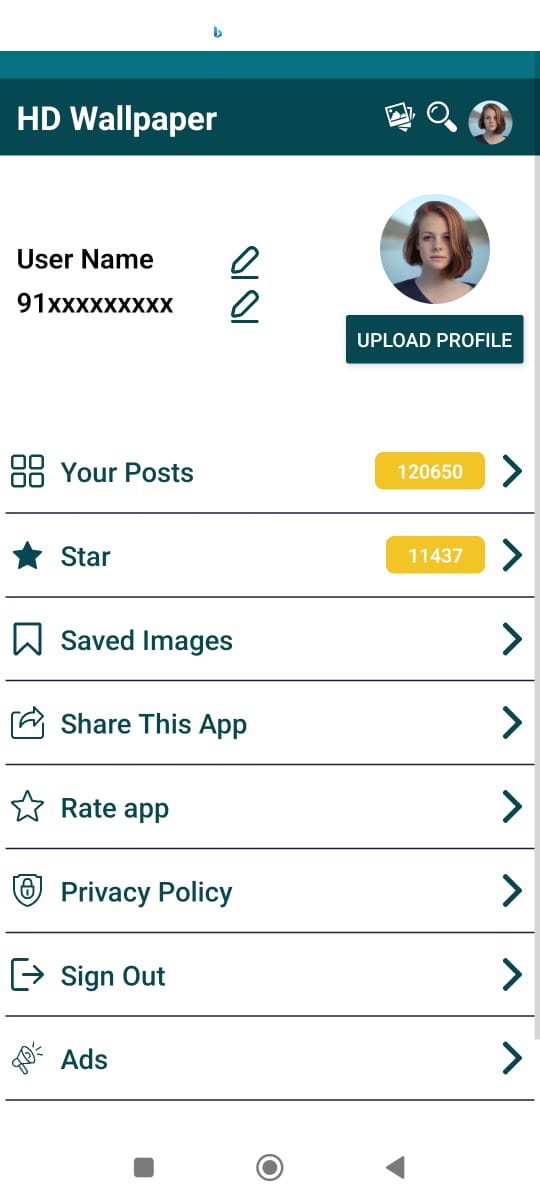 HD Wallpaper
User Name
91xxxxxxxxx
UPLOAD PROFILE
Your Posts 120650
Star 11437
Saved Images
Share This App
Rate app
Privacy Policy
Sign Out
Ads